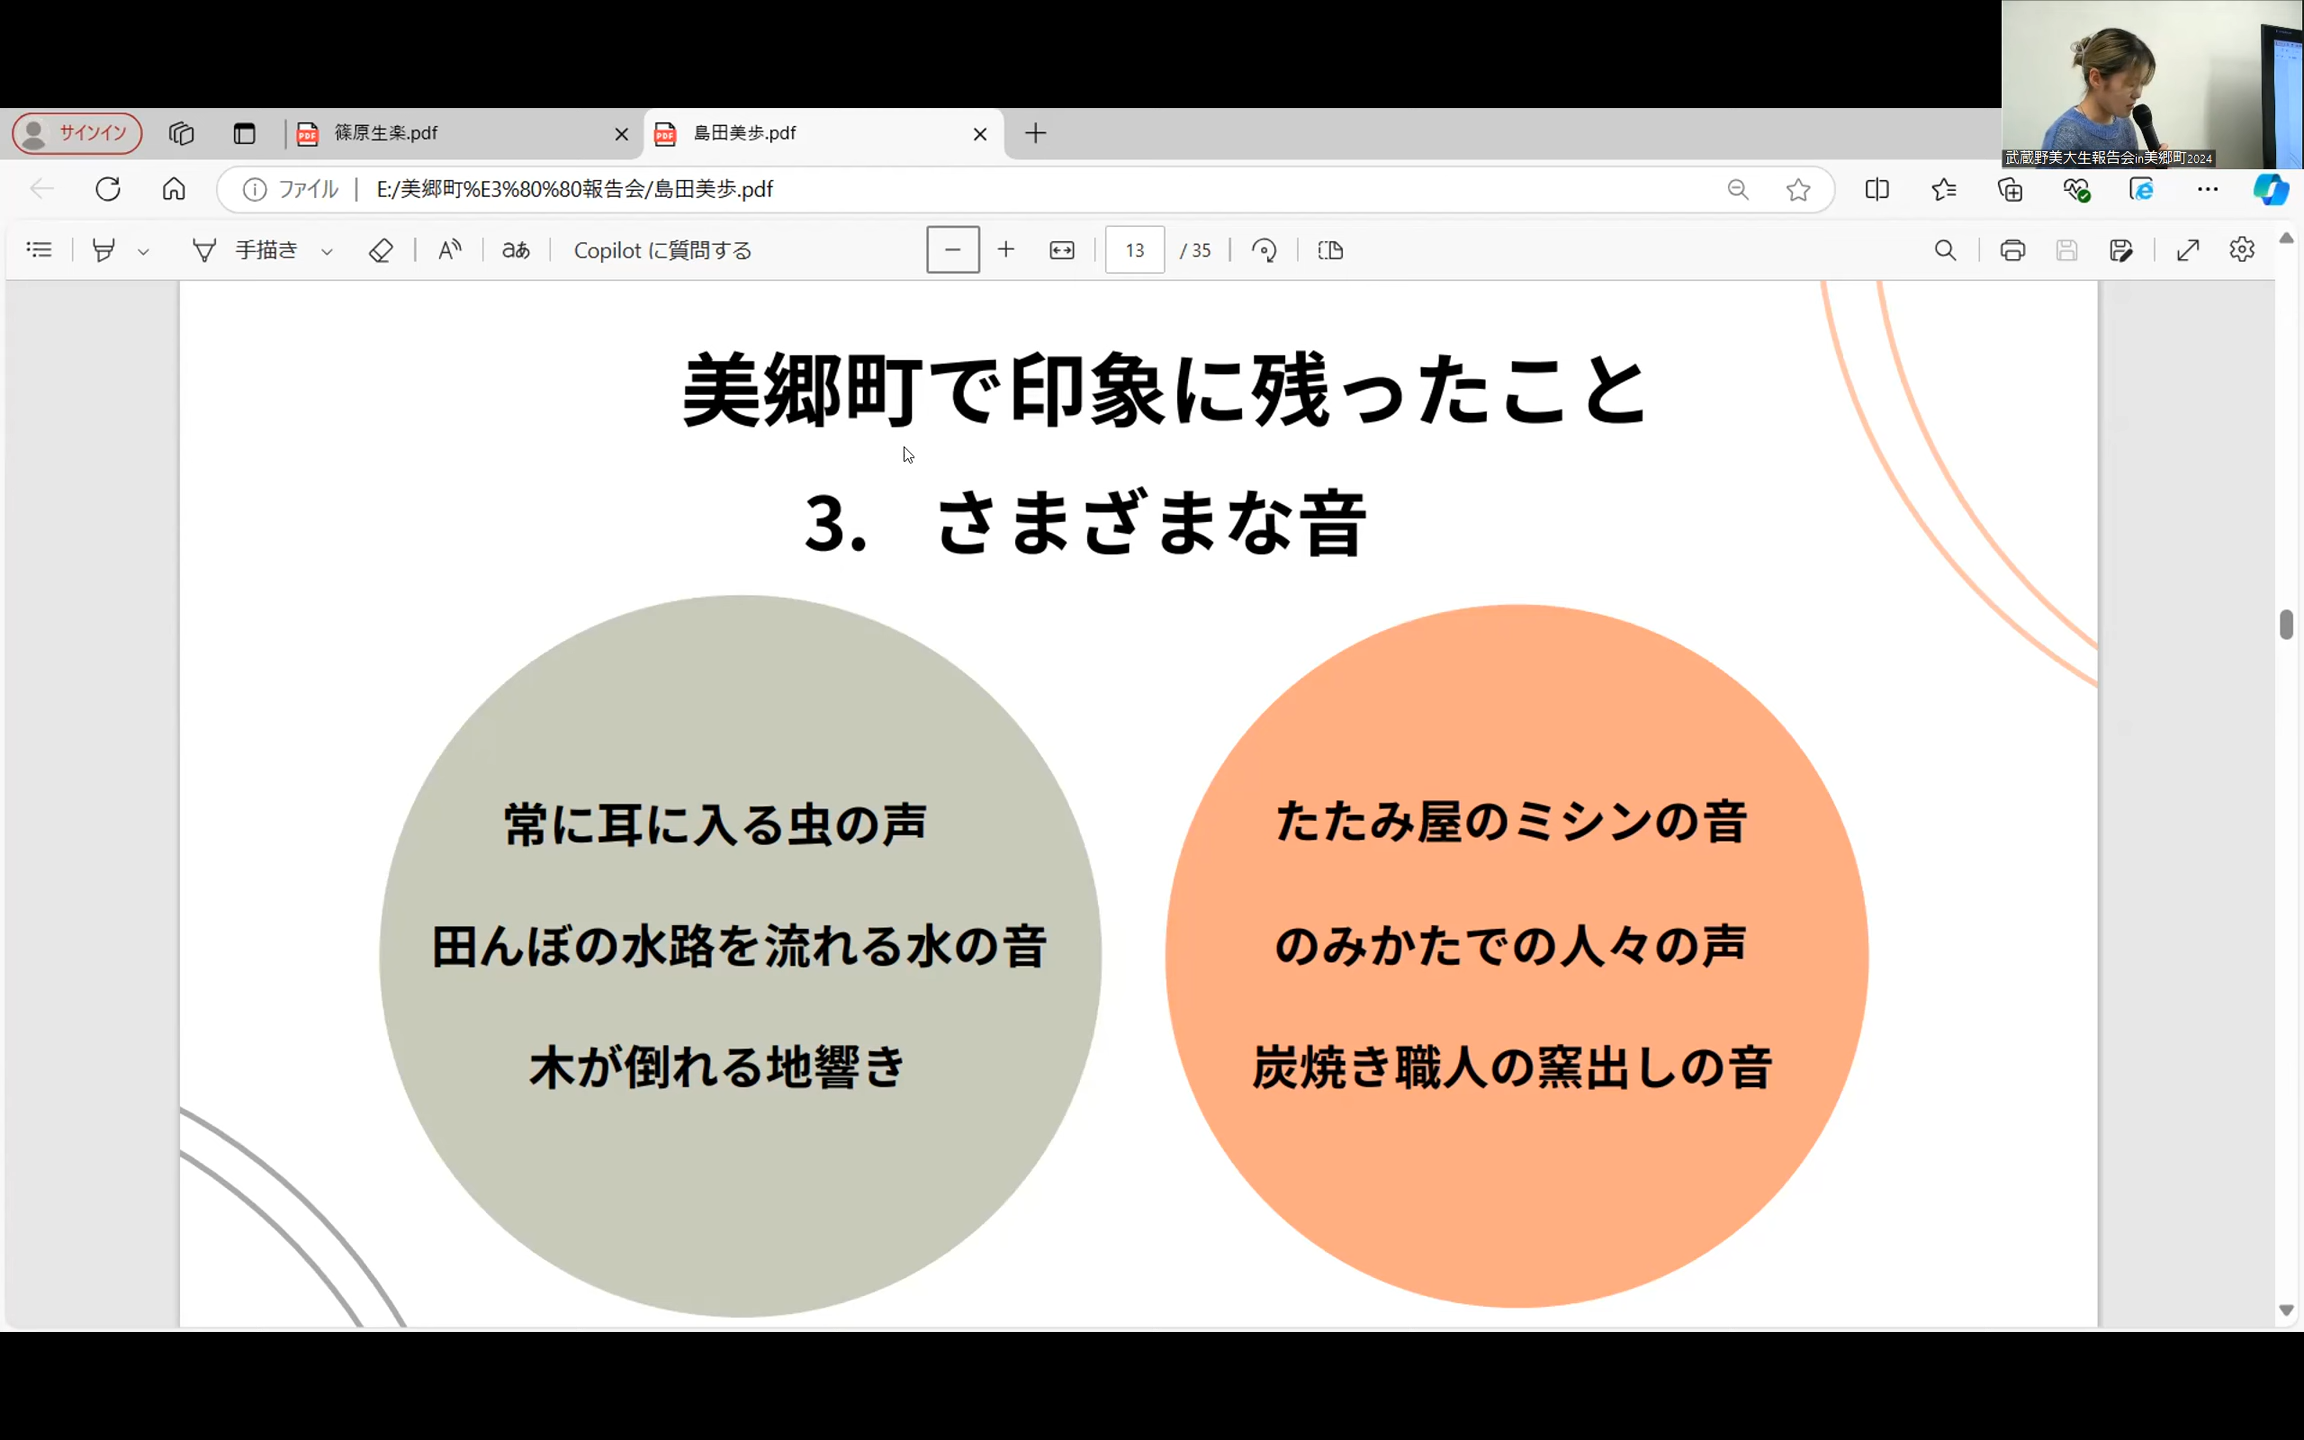 武蔵野美大生報告会in美郷町2024
サインイン
篠原生楽.pdf
島田美歩.pdf
ファイル
E:/美郷町%E3%80%80報告会/島田美歩.pdf
手描き
aあ
Copilot に質問する
13
/ 35
美郷町で印象に残ったこと
3. さまざまな音
常に耳に入る虫の声
田んぼの水路を流れる水の音
木が倒れる地響き
たたみ屋のミシンの音
のみかたでの人々の声
炭焼き職人の窯出しの音